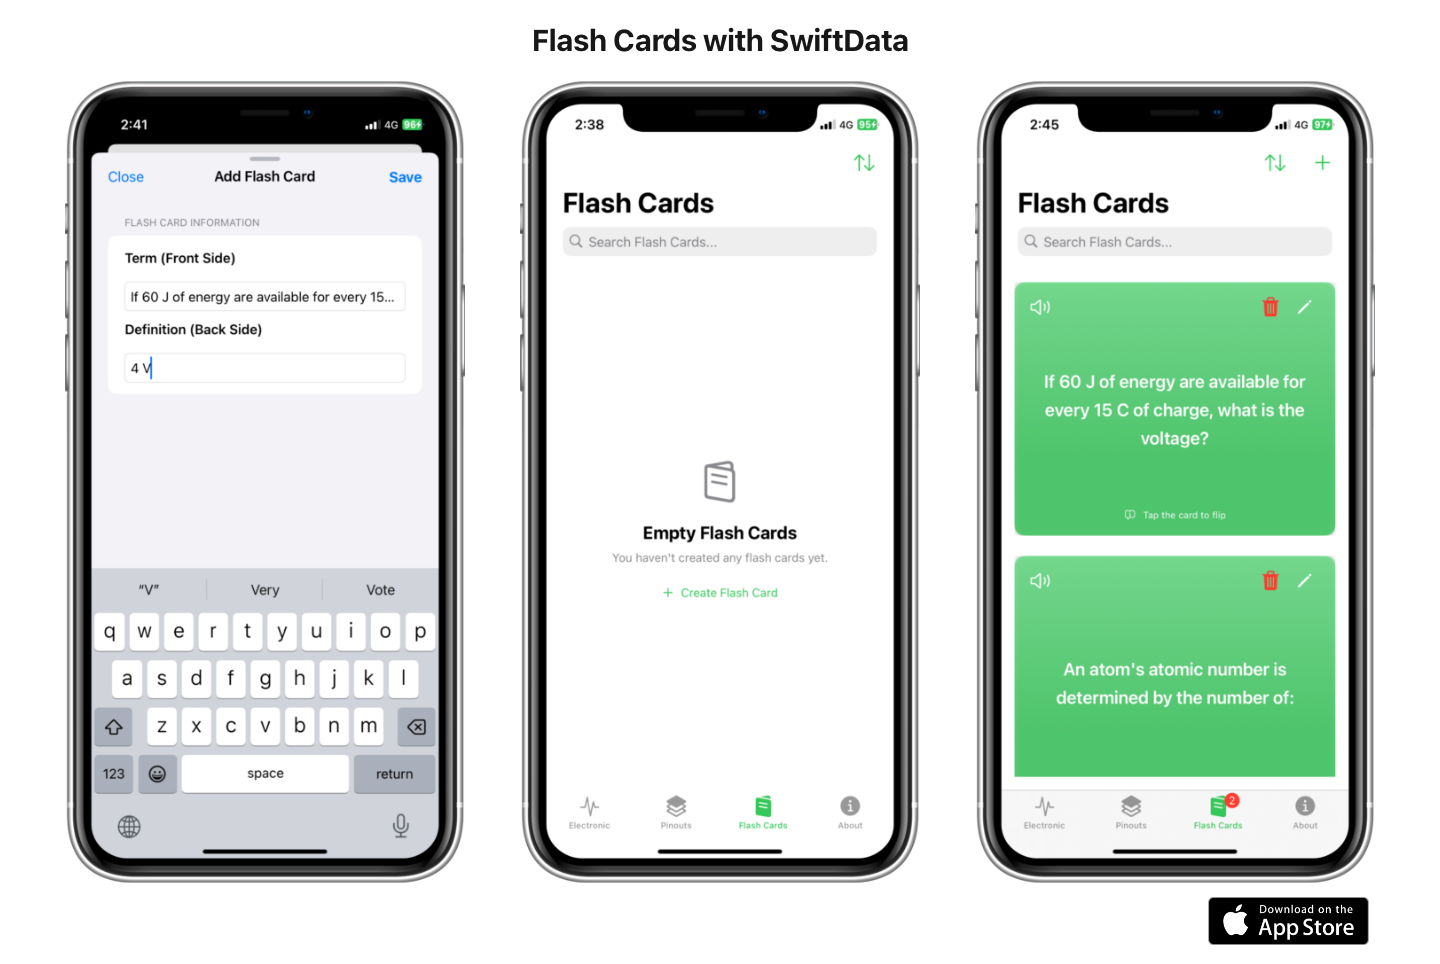 Flash Cards with SwiftData
2:41
4G 96
Close
Add Flash Card
Save
FLASH CARD INFORMATION
Term (Front Side)
If 60 J of energy are available for every 15...
Definition (Back Side)
4 V
“V”
Very
Vote
q w e r t y u i o p
a s d f g h j k l
z x c v b n m
123
space
return
2:38
4G 95
Flash Cards
Search Flash Cards...
Empty Flash Cards
You haven't created any flash cards yet.
+ Create Flash Card
Electronic
Pinouts
Flash Cards
About
2:45
4G 97
Flash Cards
Search Flash Cards...
If 60 J of energy are available for
every 15 C of charge, what is the
voltage?
Tap the card to flip
An atom's atomic number is
determined by the number of:
2
Electronic
Pinouts
Flash Cards
About
Download on the
App Store